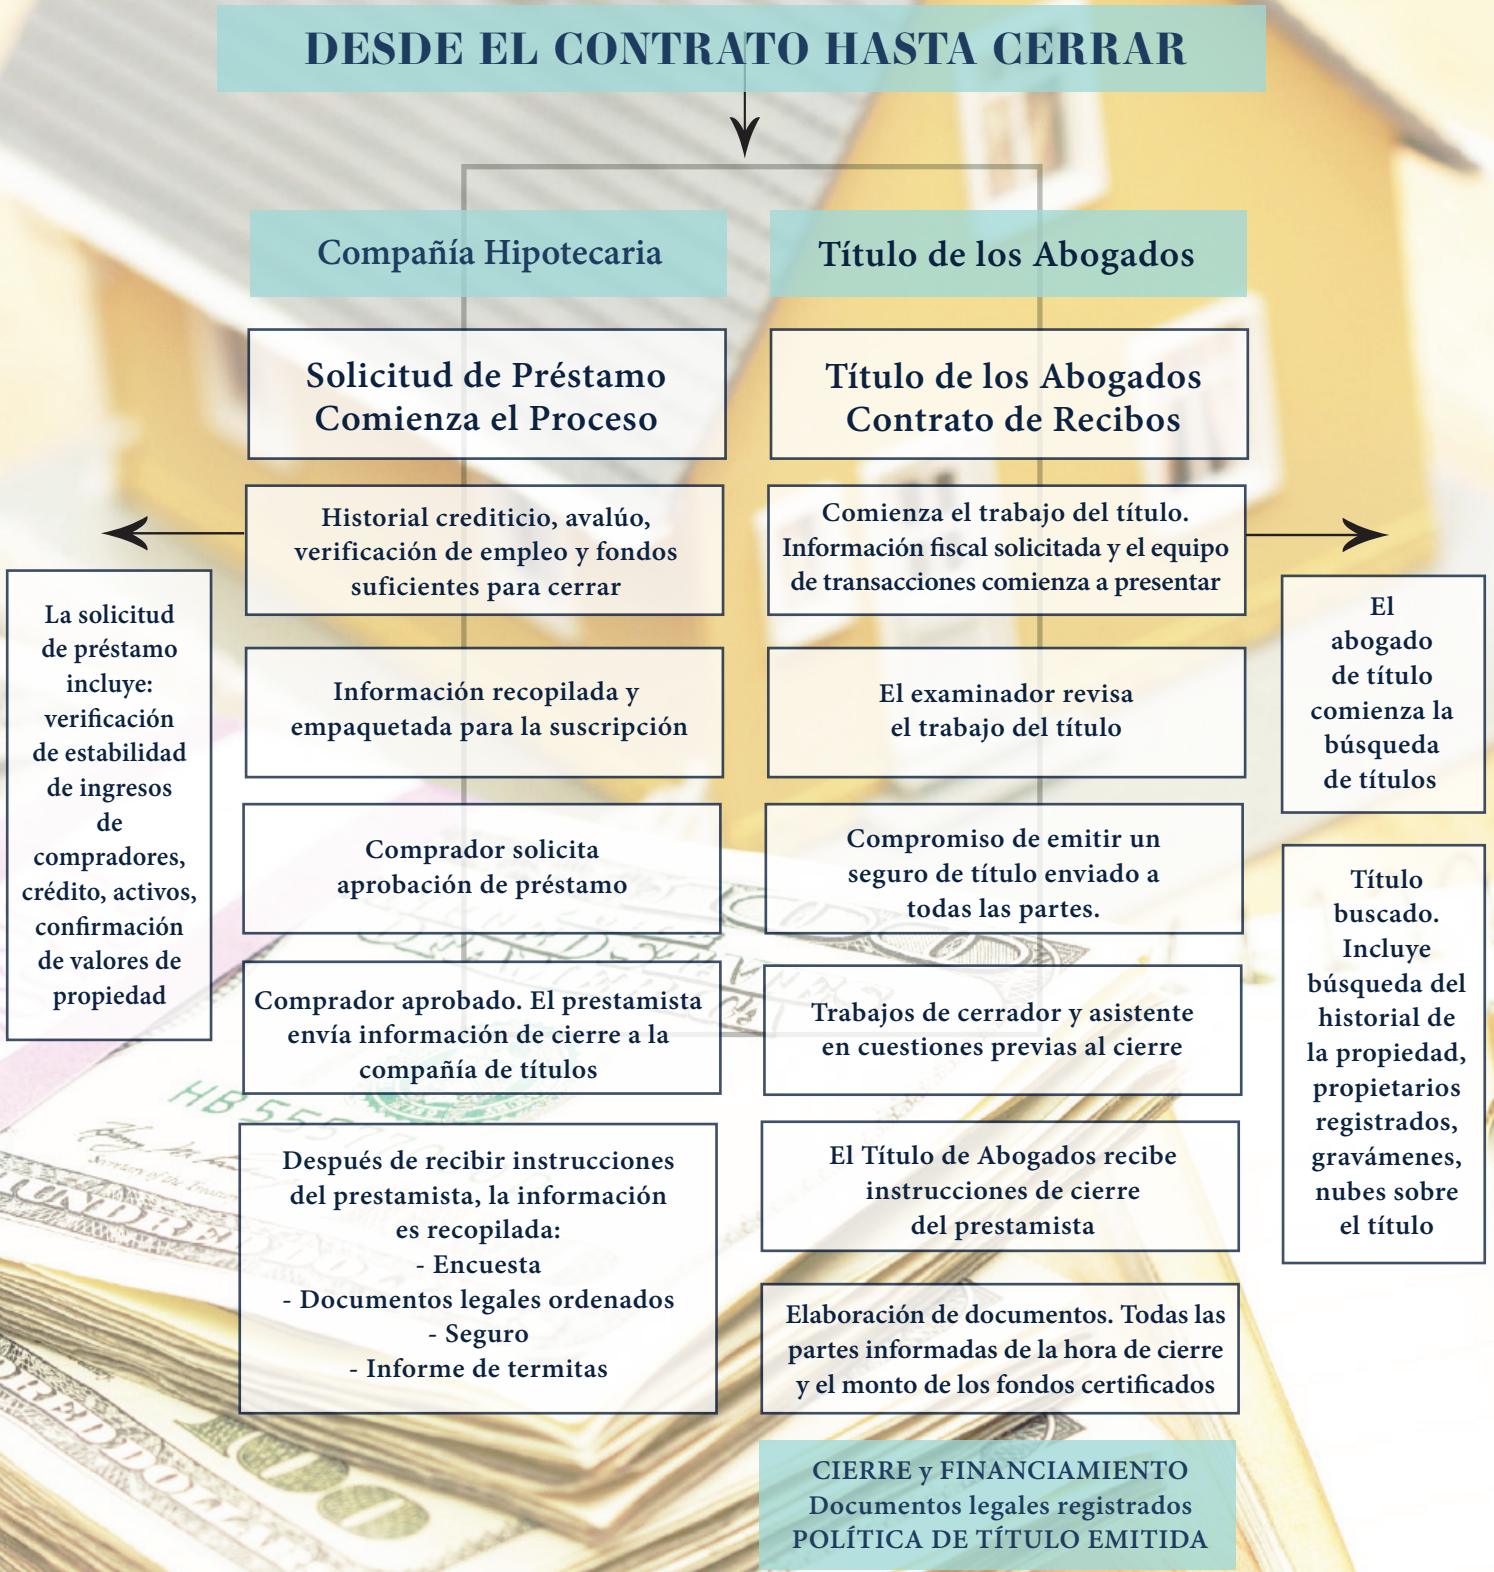 DESDE EL CONTRATO HASTA CERRAR
Compañía Hipotecaria
Título de los Abogados
Solicitud de Préstamo
Comienza el Proceso
Título de los Abogados
Contrato de Recibos
Historial crediticio, avalúo,
verificación de empleo y fondos
suficientes para cerrar
Comienza el trabajo del título.
Información fiscal solicitada y el equipo
de transacciones comienza a presentar
La solicitud
de préstamo
incluye:
verificación
de estabilidad
de ingresos
de
compradores,
crédito, activos,
confirmación
de valores de
propiedad
El
abogado
de título
comienza la
búsqueda
de títulos
Información recopilada y
empaquetada para la suscripción
El examinador revisa
el trabajo del título
Comprador solicita
aprobación de préstamo
Compromiso de emitir un
seguro de título enviado a
todas las partes.
Título
buscado.
Incluye
búsqueda del
historial de
la propiedad,
propietarios
registrados,
gravámenes,
nubes sobre
el título
Comprador aprobado. El prestamista
envía información de cierre a la
compañía de títulos
Trabajos de cerrador y asistente
en cuestiones previas al cierre
Después de recibir instrucciones
del prestamista, la información
es recopilada:
- Encuesta
- Documentos legales ordenados
- Seguro
- Informe de termitas
El Título de Abogados recibe
instrucciones de cierre
del prestamista
Elaboración de documentos. Todas las
partes informadas de la hora de cierre
y el monto de los fondos certificados
CIERRE y FINANCIAMIENTO
Documentos legales registrados
POLÍTICA DE TÍTULO EMITIDA
100